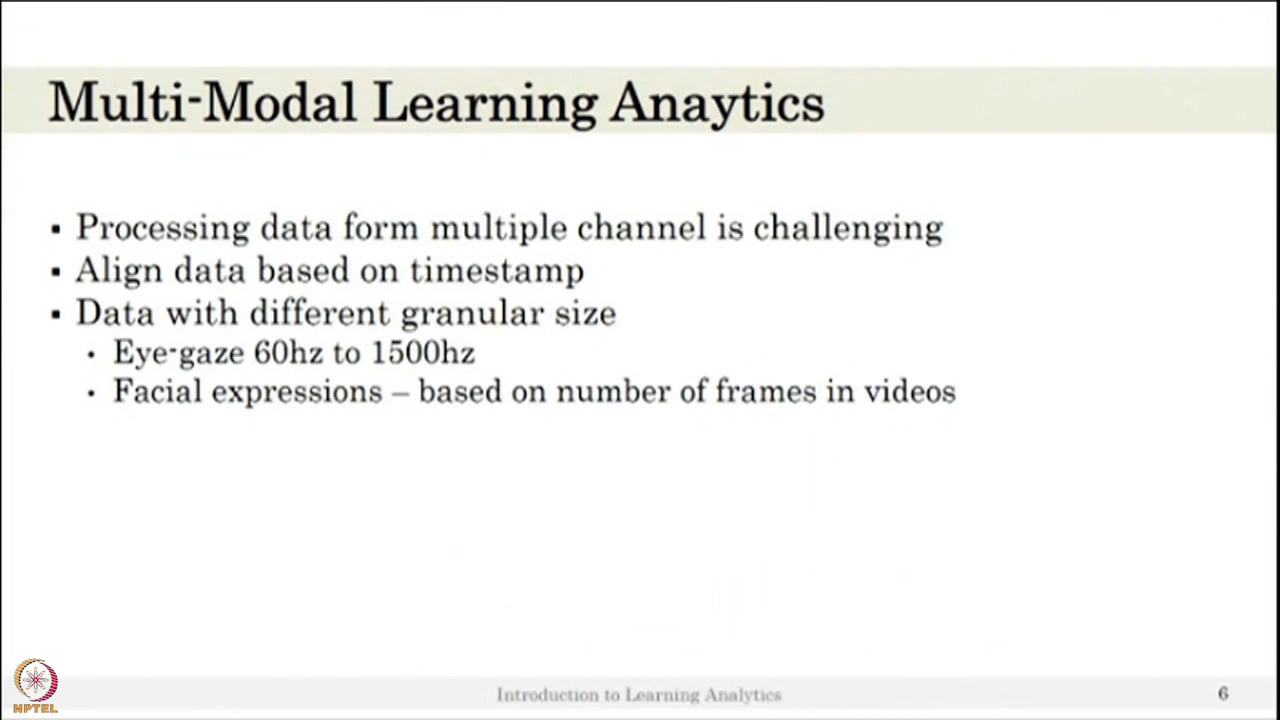 Multi-Modal Learning Anaytics
▪ Processing data form multiple channel is challenging
▪ Align data based on timestamp
▪ Data with different granular size
• Eye-gaze 60hz to 1500hz
• Facial expressions – based on number of frames in videos
NPTEL
Introduction to Learning Analytics
6